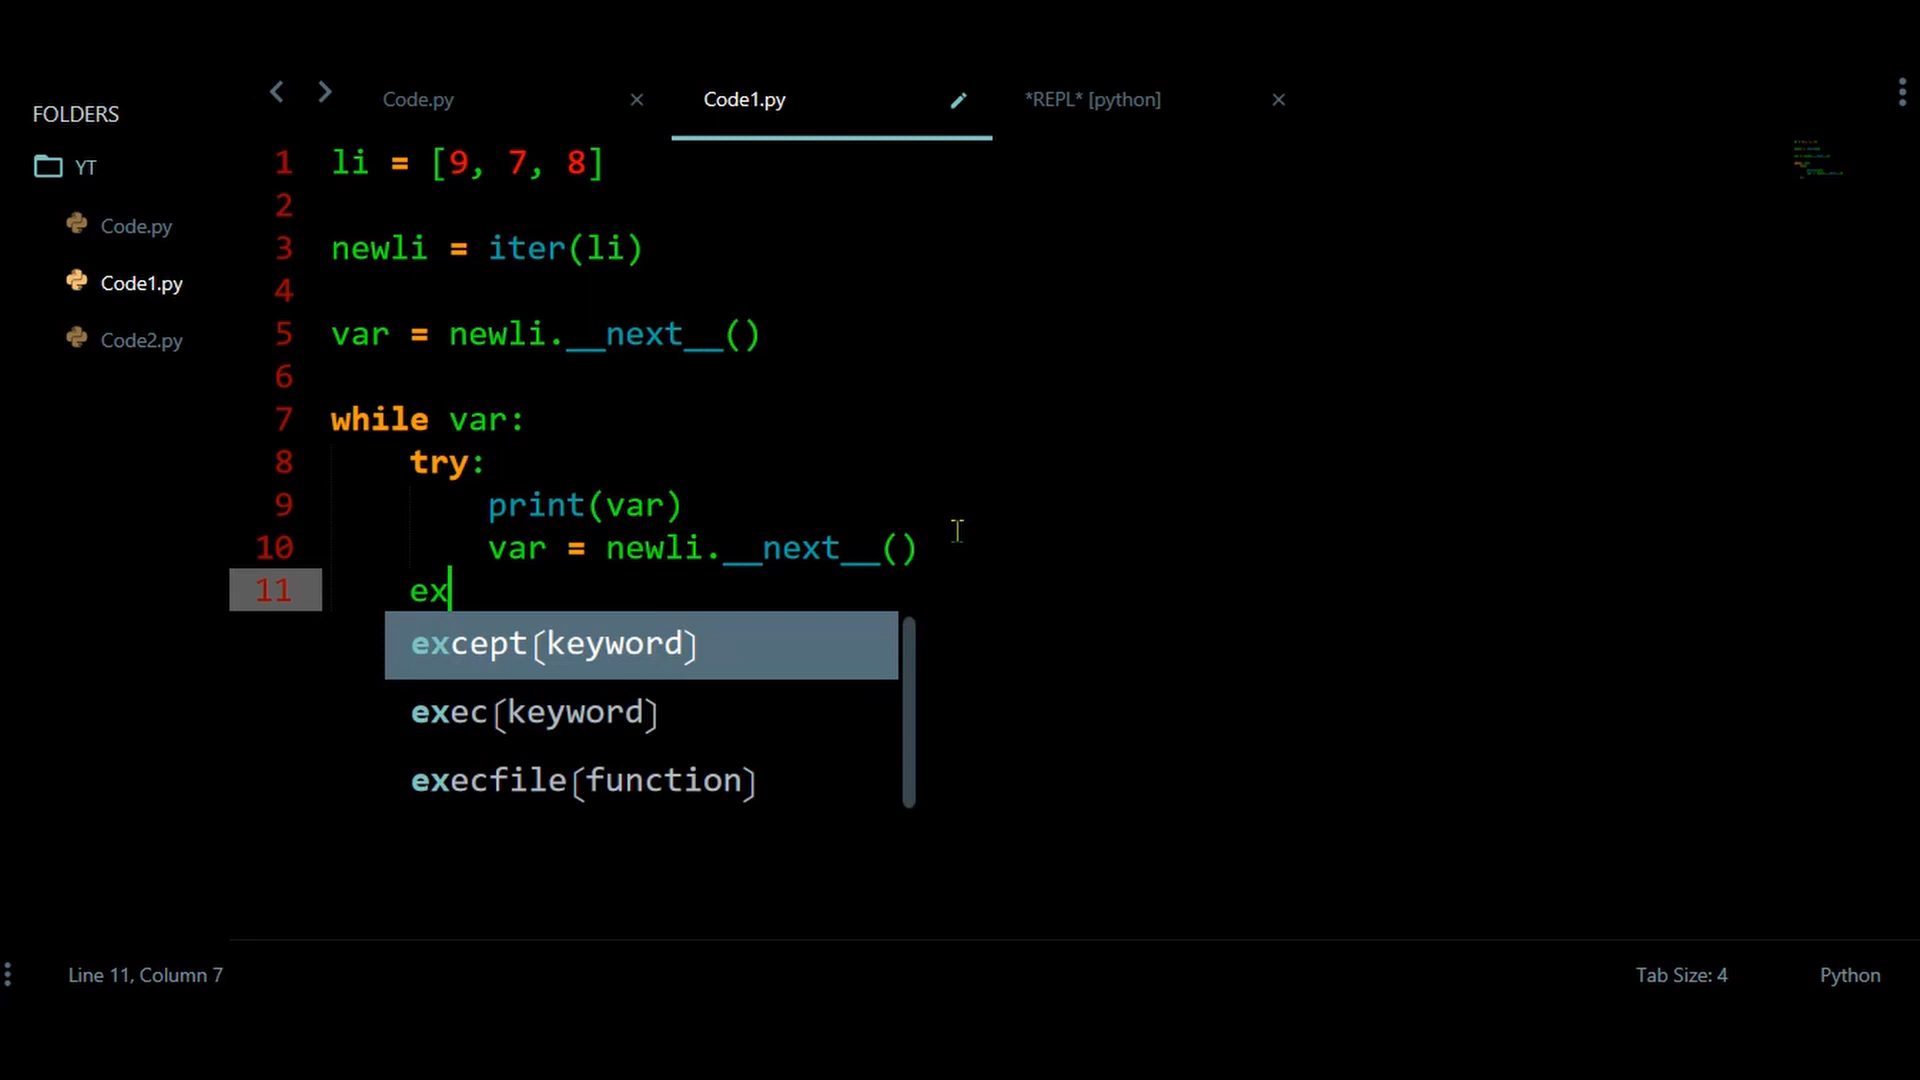 FOLDERS
YT
Code.py
Code1.py
Code2.py
Code.py
Code1.py
*REPL* [python]
1 li = [9, 7, 8]
2
3 newli = iter(li)
4
5 var = newli.__next__()
6
7 while var:
8     try:
9         print(var)
10         var = newli.__next__()
11     ex
except(keyword)
exec(keyword)
execfile(function)
Line 11, Column 7
Tab Size: 4
Python